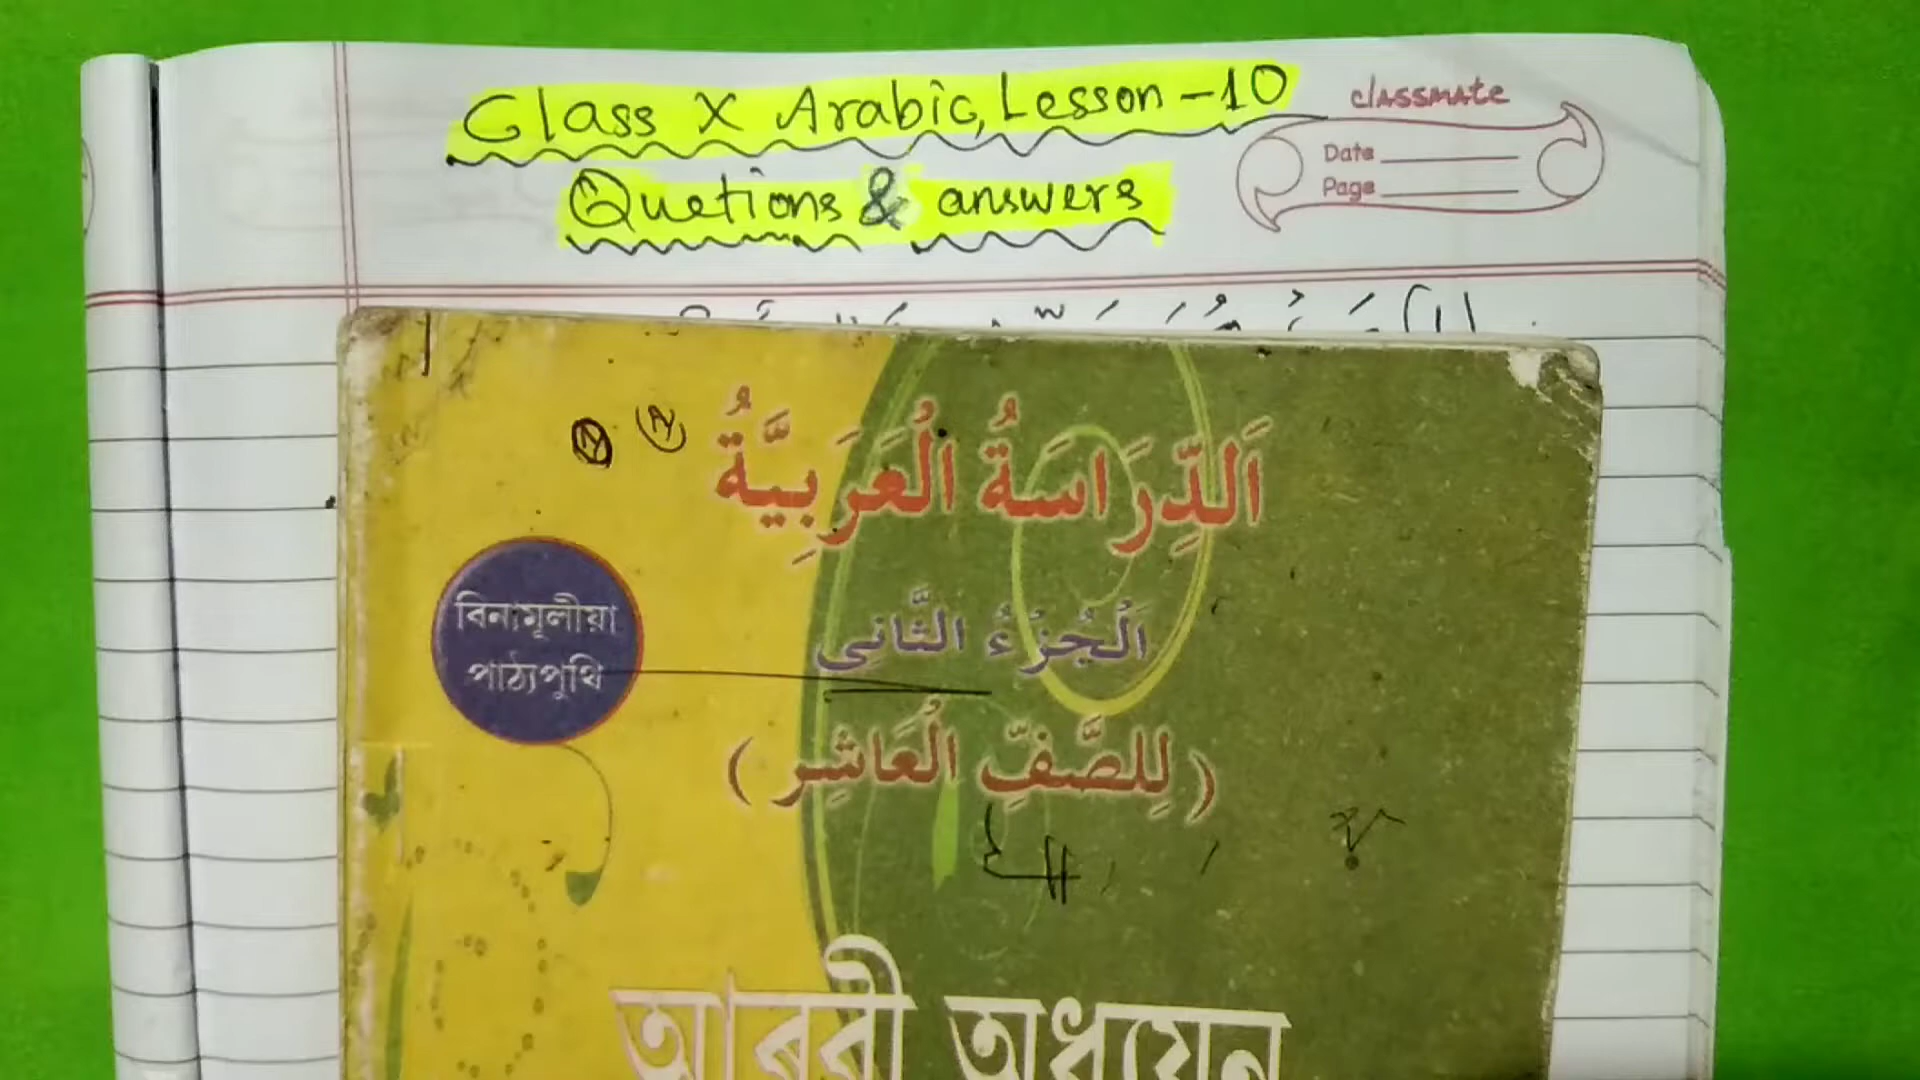 Class X Arabic, Lesson - 10
Quetions & answers
classmate
Date
Page
اَلدِّرَاسَةُ الْعَرَبِيَّةُ
اَلْجُزْءُ الثَّانِى
(لِلصَّفِّ الْعَاشِر)
বিনামূলীয়া
পাঠ্যপুথি
আৰবী অধ্যয়ন